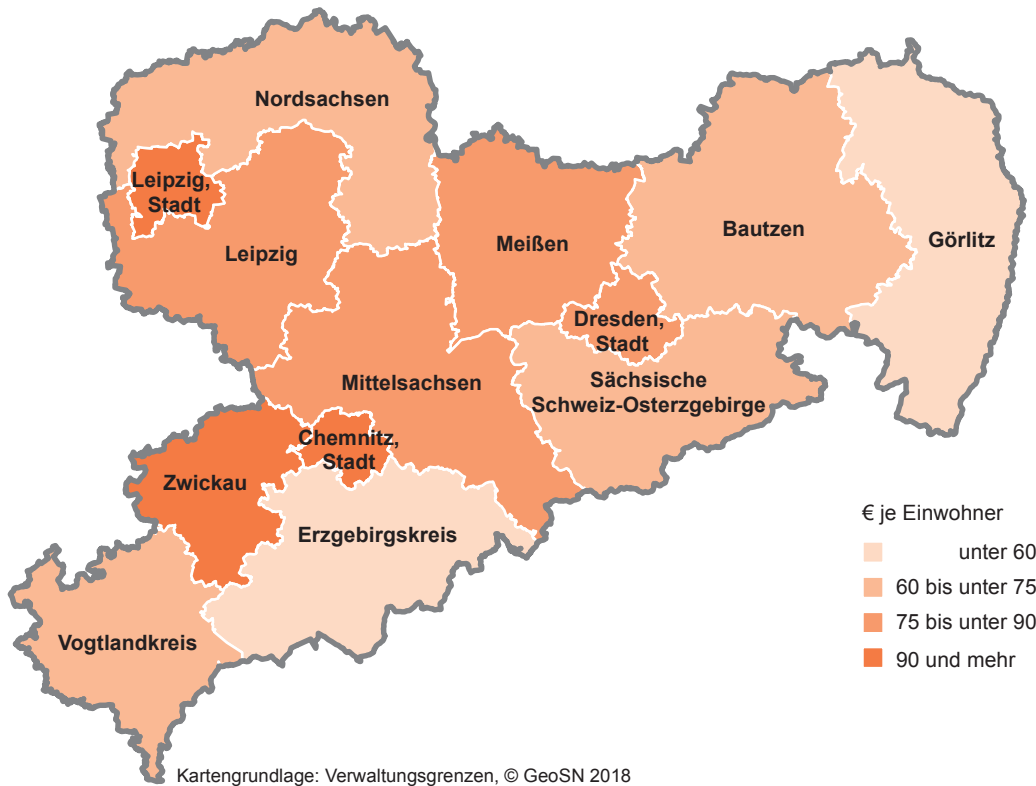 Nordsachsen
Leipzig,
Stadt
Leipzig
Meißen
Bautzen
Görlitz
Dresden,
Stadt
Mittelsachsen
Sächsische
Schweiz-Osterzgebirge
Chemnitz,
Stadt
Zwickau
Erzgebirgskreis
Vogtlandkreis
€ je Einwohner
unter 60
60 bis unter 75
75 bis unter 90
90 und mehr
Kartengrundlage: Verwaltungsgrenzen, © GeoSN 2018